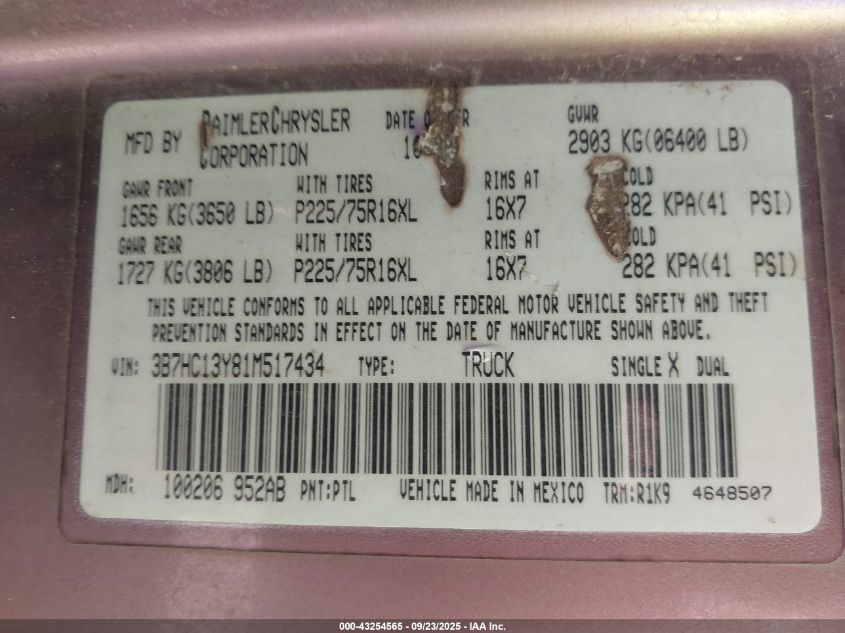 MFD BY DAIMLERCHRYSLER CORPORATION DATE OF MFR GVWR
2903 KG(06400 LB)
GAWR FRONT WITH TIRES RIMS AT COLD
1656 KG(3650 LB) P225/75R16XL 16X7 282 KPA(41 PSI)
GAWR REAR WITH TIRES RIMS AT COLD
1727 KG(3806 LB) P225/75R16XL 16X7 282 KPA(41 PSI)
THIS VEHICLE CONFORMS TO ALL APPLICABLE FEDERAL MOTOR VEHICLE SAFETY AND THEFT
PREVENTION STANDARDS IN EFFECT ON THE DATE OF MANUFACTURE SHOWN ABOVE.
VIN: 3B7HC13Y81M517434 TYPE: TRUCK SINGLE X DUAL
MDH: 100206 952AB PNT:PTL VEHICLE MADE IN MEXICO TRM:R1K9 4648507
000-43254565 - 09/23/2025 - IAA Inc.